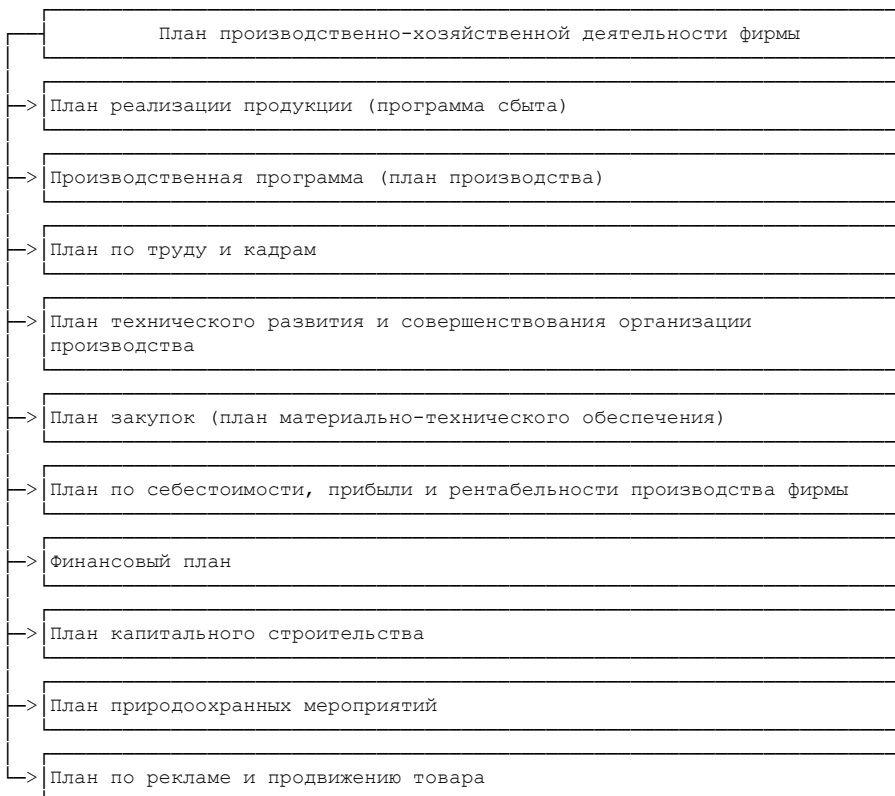 План производственно-хозяйственной деятельности фирмы
План реализации продукции (программа сбыта)
Производственная программа (план производства)
План по труду и кадрам
План технического развития и совершенствования организации
производства
План закупок (план материально-технического обеспечения)
План по себестоимости, прибыли и рентабельности производства фирмы
Финансовый план
План капитального строительства
План природоохранных мероприятий
План по рекламе и продвижению товара